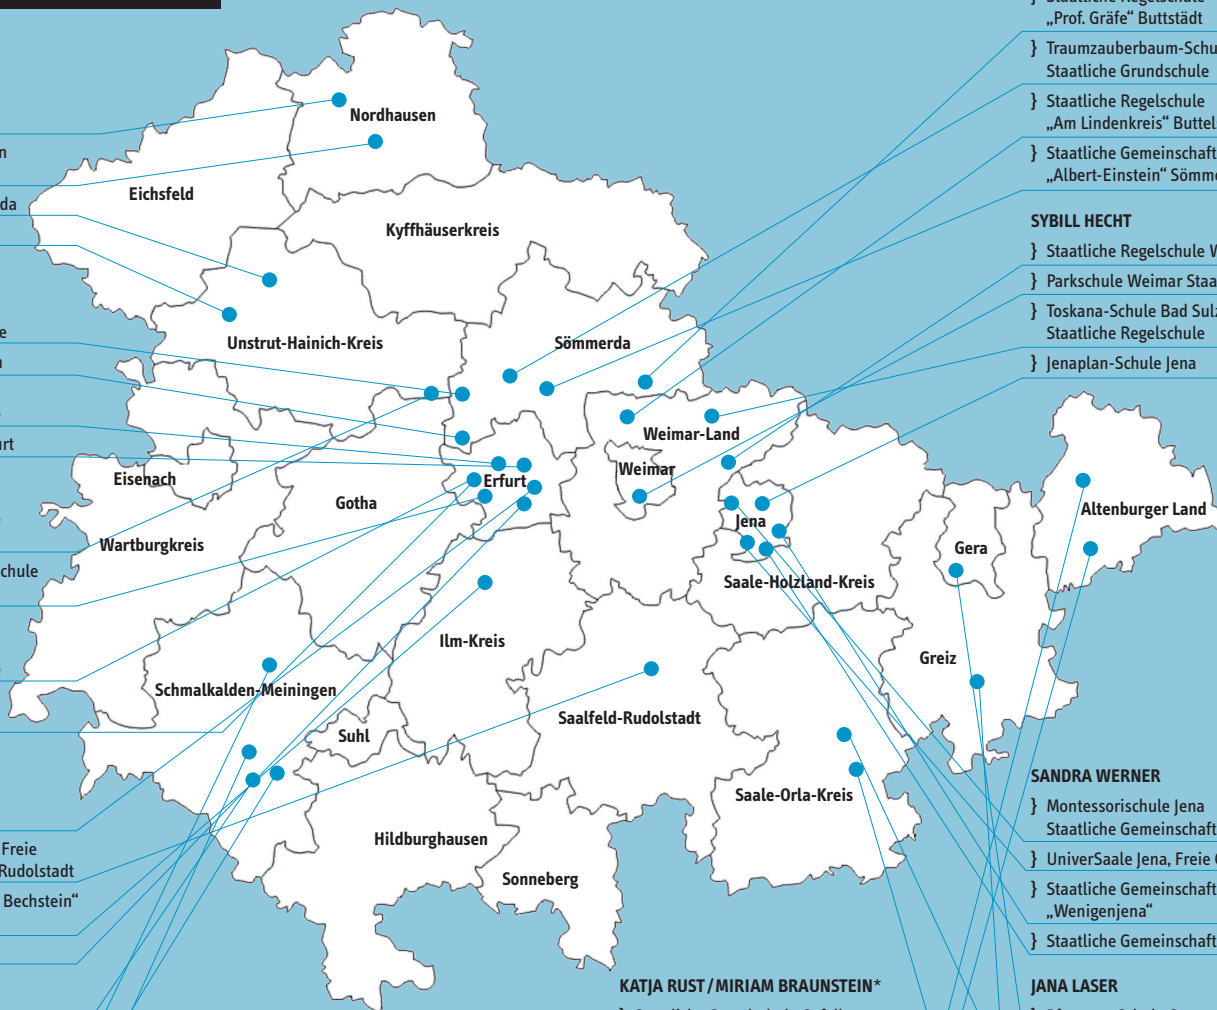 „Prof. Gräfe“ Buttstädt
} Traumzauberbaum-Schu
Staatliche Grundschule
} Staatliche Regelschule
„Am Lindenkreis“ Buttel
} Staatliche Gemeinschaft
„Albert-Einstein“ Sömme
SYBILL HECHT
} Staatliche Regelschule W
} Parkschule Weimar Staa
} Toskana-Schule Bad Sulz
Staatliche Regelschule
} Jenaplan-Schule Jena
n
da
e
n
urt
chule
Freie
Rudolstadt
Bechstein“
Nordhausen
Eichsfeld
Kyffhäuserkreis
Unstrut-Hainich-Kreis
Sömmerda
Weimar-Land
Weimar
Erfurt
Eisenach
Gotha
Wartburgkreis
Jena
Gera
Altenburger Land
Saale-Holzland-Kreis
Ilm-Kreis
Greiz
Schmalkalden-Meiningen
Saalfeld-Rudolstadt
Suhl
Saale-Orla-Kreis
Hildburghausen
Sonneberg
SANDRA WERNER
} Montessorischule Jena
Staatliche Gemeinschaft
} UniverSaale Jena, Freie G
} Staatliche Gemeinschaft
„Wenigenjena“
} Staatliche Gemeinschaft
KATJA RUST / MIRIAM BRAUNSTEIN*
JANA LASER